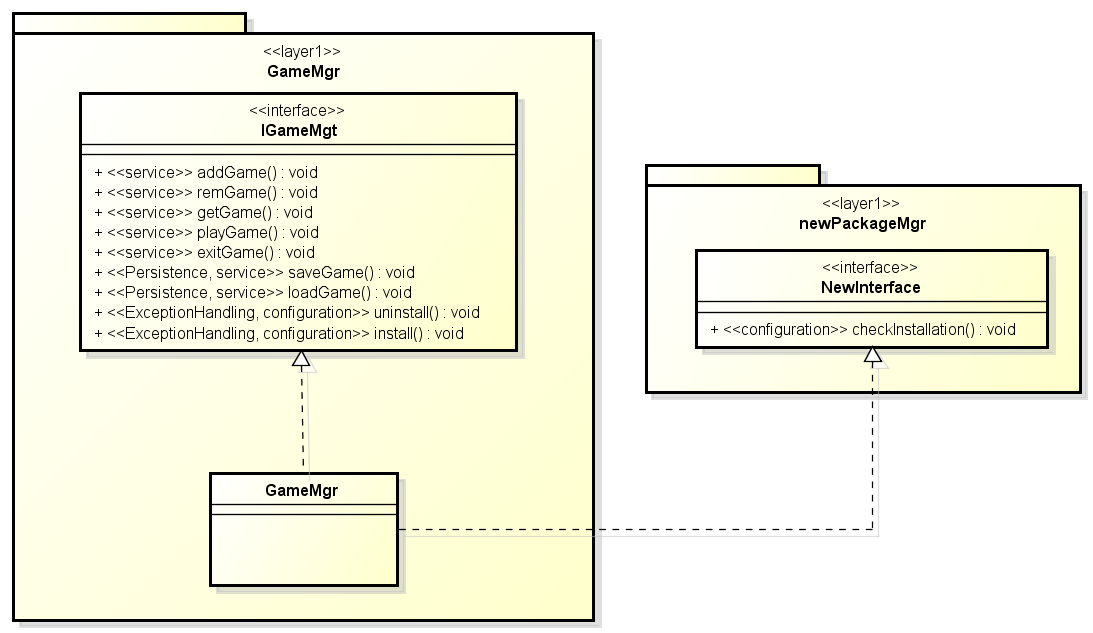 <<layer1>>
GameMgr
<<interface>>
IGameMgt
+ <<service>> addGame() : void
+ <<service>> remGame() : void
+ <<service>> getGame() : void
+ <<service>> playGame() : void
+ <<service>> exitGame() : void
+ <<Persistence, service>> saveGame() : void
+ <<Persistence, service>> loadGame() : void
+ <<ExceptionHandling, configuration>> uninstall() : void
+ <<ExceptionHandling, configuration>> install() : void
GameMgr
<<layer1>>
newPackageMgr
<<interface>>
NewInterface
+ <<configuration>> checkInstallation() : void